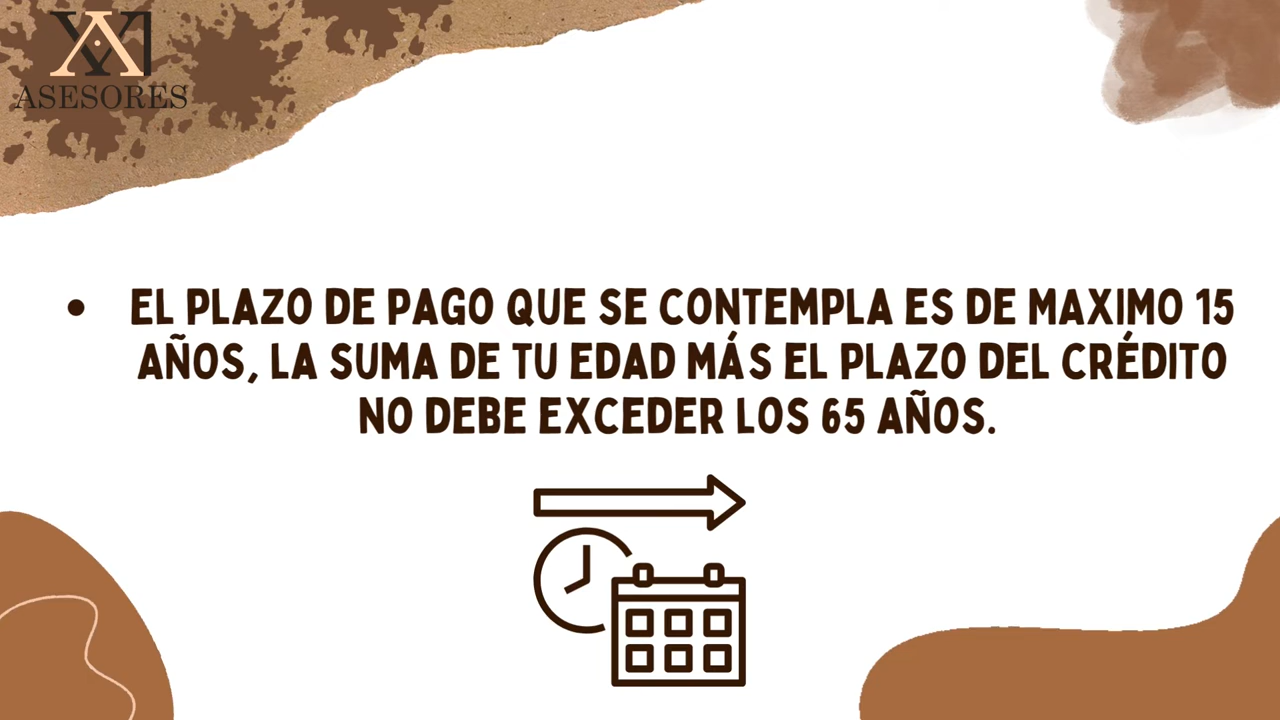 ASESORES
• EL PLAZO DE PAGO QUE SE CONTEMPLA ES DE MAXIMO 15
AÑOS, LA SUMA DE TU EDAD MÁS EL PLAZO DEL CRÉDITO
NO DEBE EXCEDER LOS 65 AÑOS.